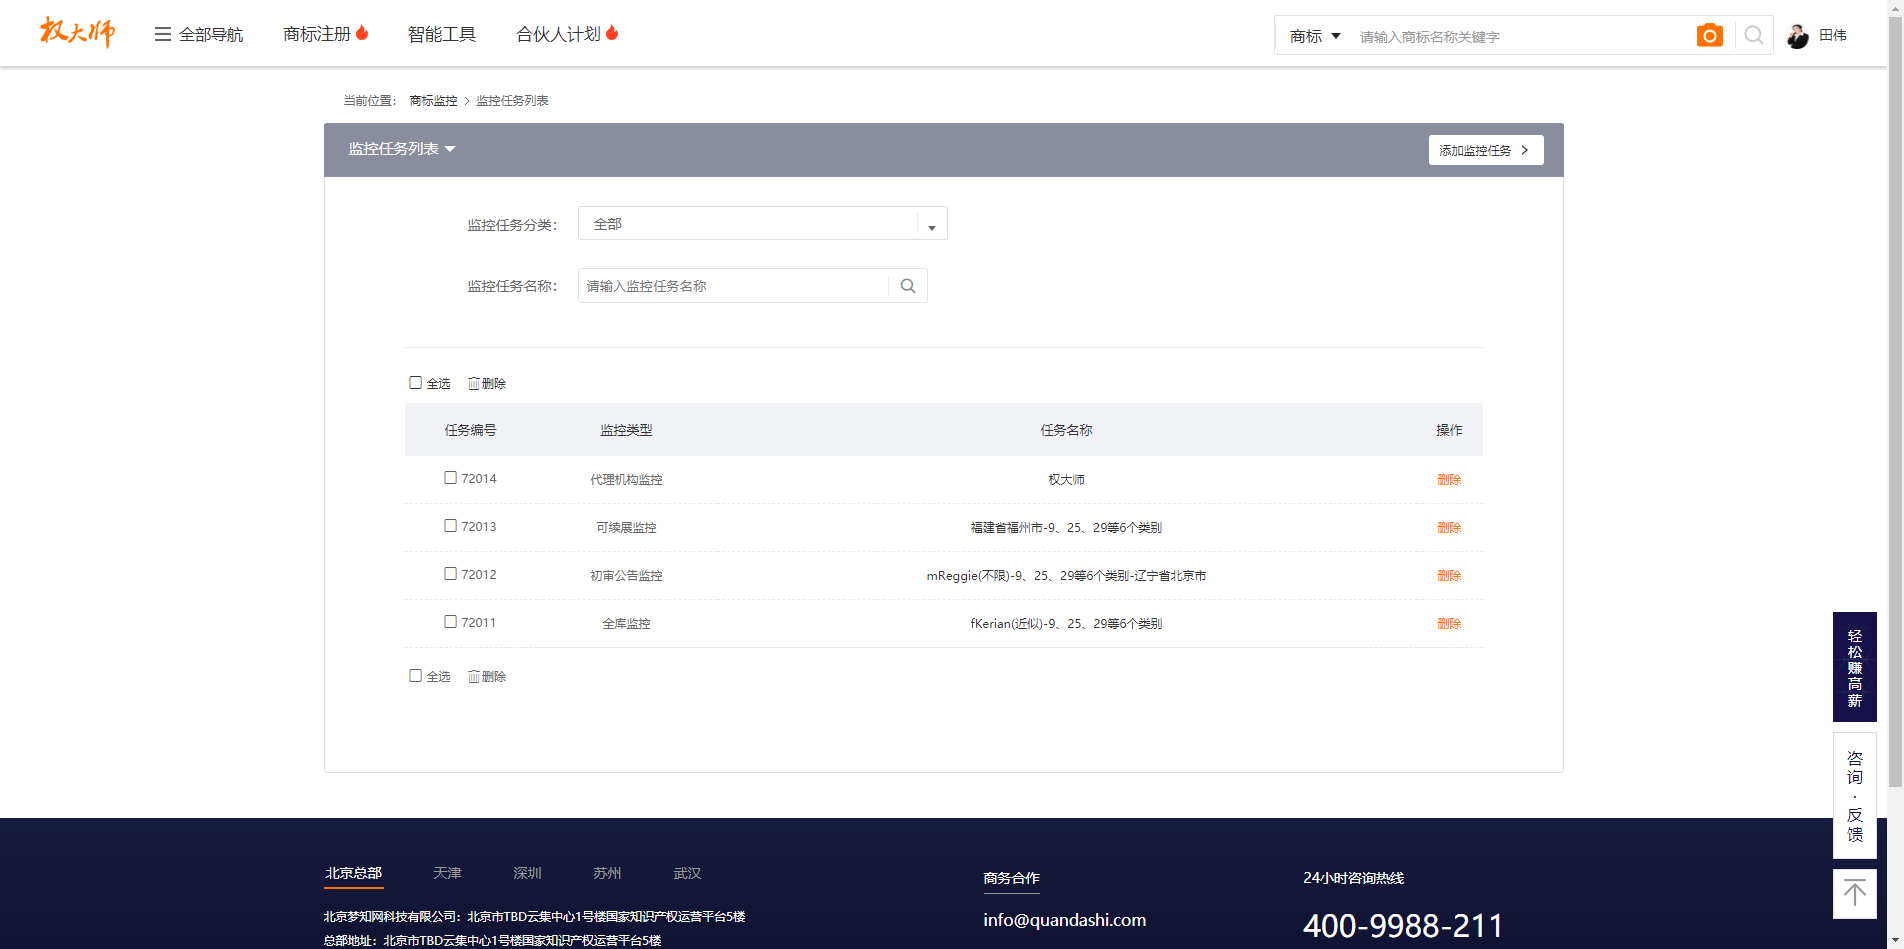 权大师 全部导航 商标注册 智能工具 合伙人计划 商标 请输入商标名称关键字 田伟
当前位置： 商标监控 > 监控任务列表
监控任务列表 添加监控任务 >
监控任务分类： 全部
监控任务名称： 请输入监控任务名称
全选 删除
任务编号 监控类型 任务名称 操作
72014 代理机构监控 权大师 删除
72013 可续展监控 福建省福州市-9、25、29等6个类别 删除
72012 初审公告监控 mReggie(不限)-9、25、29等6个类别-辽宁省北京市 删除
72011 全库监控 fKerian(近似)-9、25、29等6个类别 删除
全选 删除
轻松赚高薪
咨询·反馈
北京总部 天津 深圳 苏州 武汉
商务合作
24小时咨询热线
北京梦知网科技有限公司：北京市TBD云集中心1号楼国家知识产权运营平台5楼
info@quandashi.com
400-9988-211
总部地址：北京市TBD云集中心1号楼国家知识产权运营平台5楼